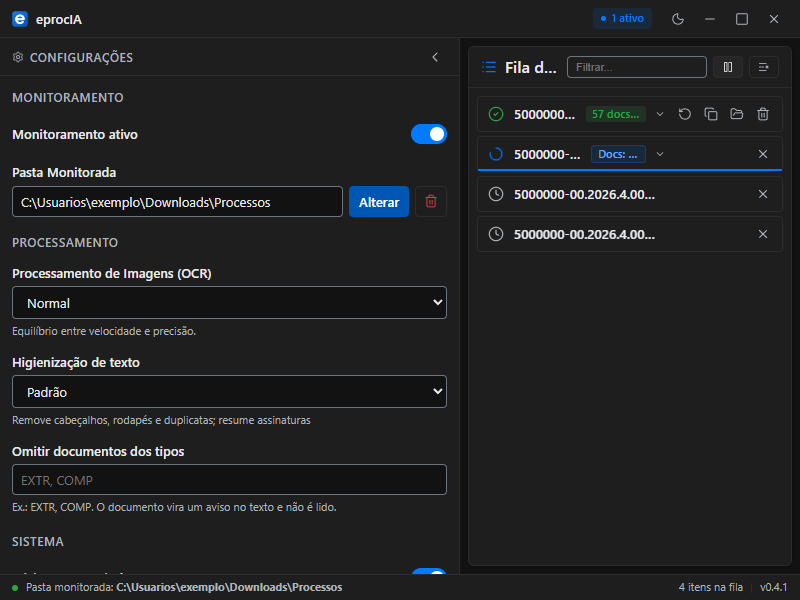 eprocIA
1 ativo
CONFIGURAÇÕES
MONITORAMENTO
Monitoramento ativo
Pasta Monitorada
C:\Usuarios\exemplo\Downloads\Processos
Alterar
PROCESSAMENTO
Processamento de Imagens (OCR)
Normal
Equilíbrio entre velocidade e precisão.
Higienização de texto
Padrão
Remove cabeçalhos, rodapés e duplicatas; resume assinaturas
Omitir documentos dos tipos
EXTR, COMP
Ex.: EXTR, COMP. O documento vira um aviso no texto e não é lido.
SISTEMA
Fila d...
Filtrar...
5000000...
57 docs...
5000000-...
Docs: ...
5000000-00.2026.4.00...
5000000-00.2026.4.00...
Pasta monitorada: C:\Usuarios\exemplo\Downloads\Processos
4 itens na fila
v0.4.1